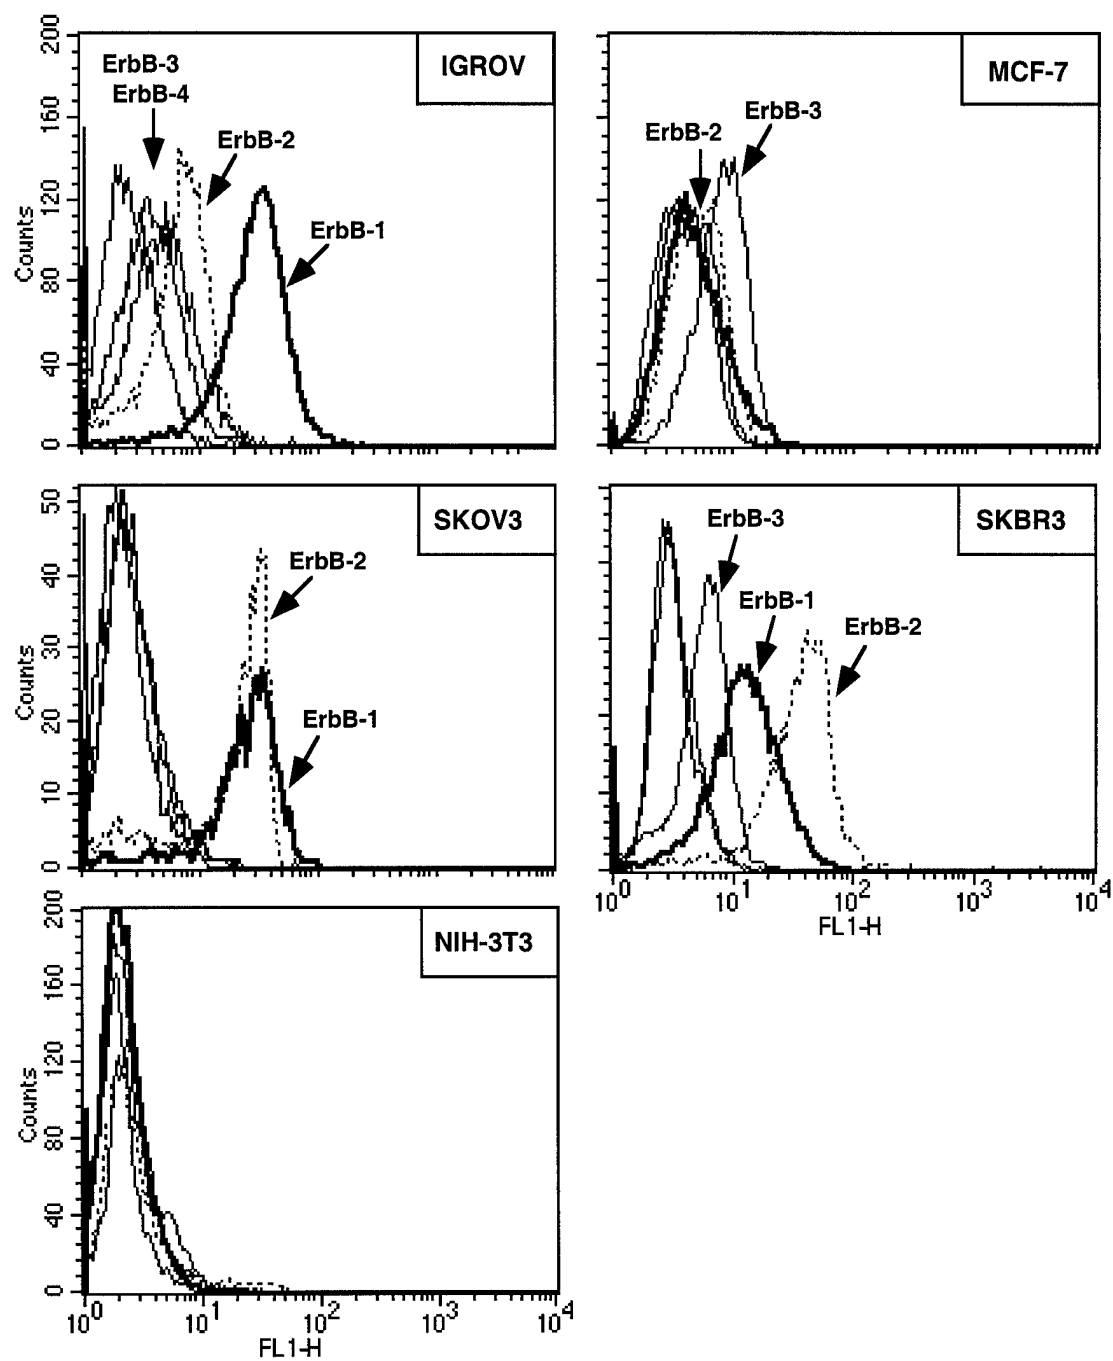 IGROV
ErbB-3
ErbB-4
ErbB-2
ErbB-1
Counts
200
160
120
80
40
0
MCF-7
ErbB-3
ErbB-2
SKOV3
ErbB-2
ErbB-1
Counts
50
40
30
20
10
0
SKBR3
ErbB-3
ErbB-1
ErbB-2
10⁰ 10¹ 10² 10³ 10⁴
FL1-H
NIH-3T3
Counts
200
160
120
80
40
0
10⁰ 10¹ 10² 10³ 10⁴
FL1-H